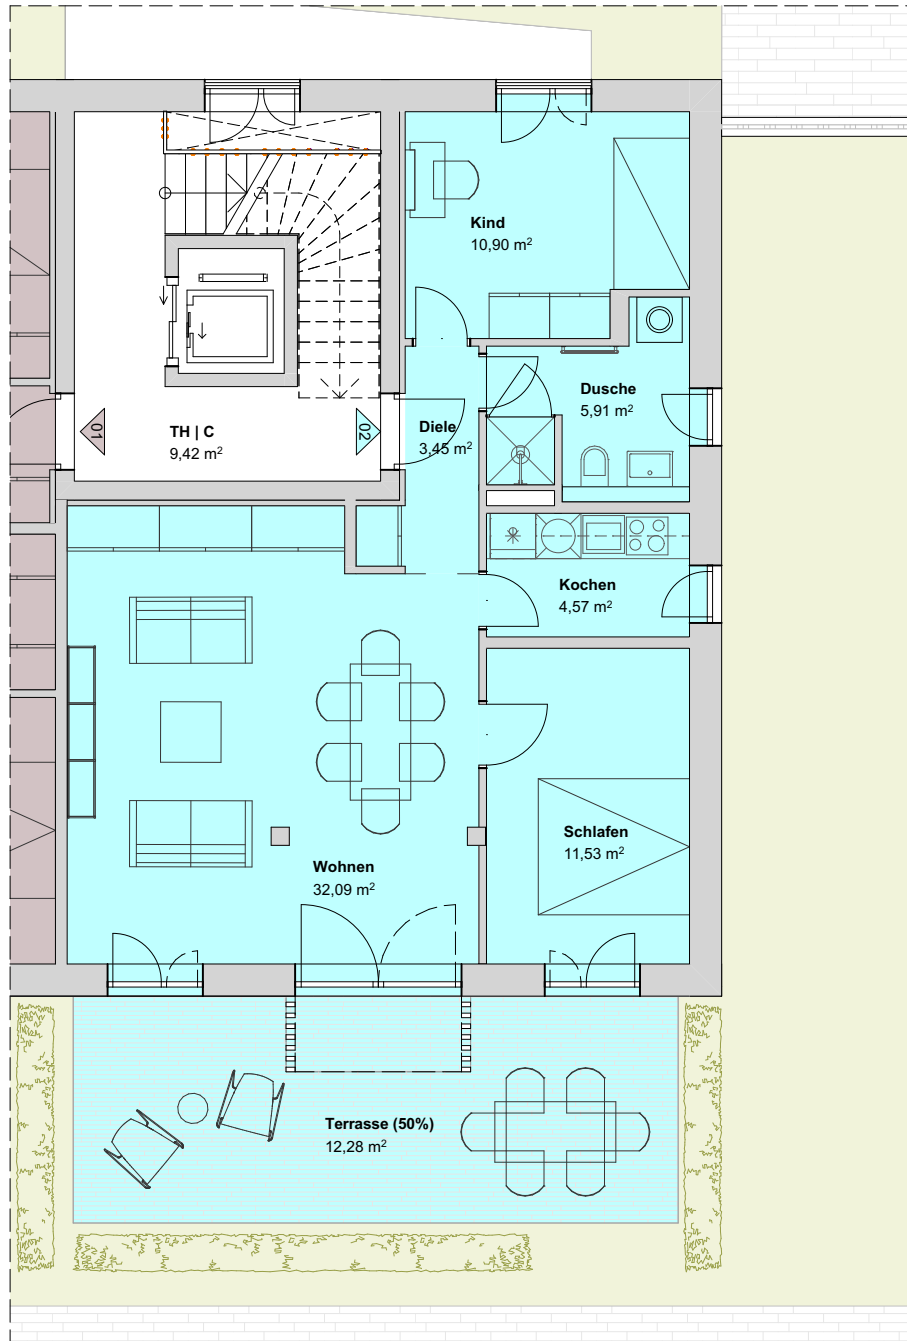 Kind
10,90 m²
Dusche
5,91 m²
01
TH | C
9,42 m²
02
Diele
3,45 m²
Kochen
4,57 m²
Schlafen
11,53 m²
Wohnen
32,09 m²
Terrasse (50%)
12,28 m²